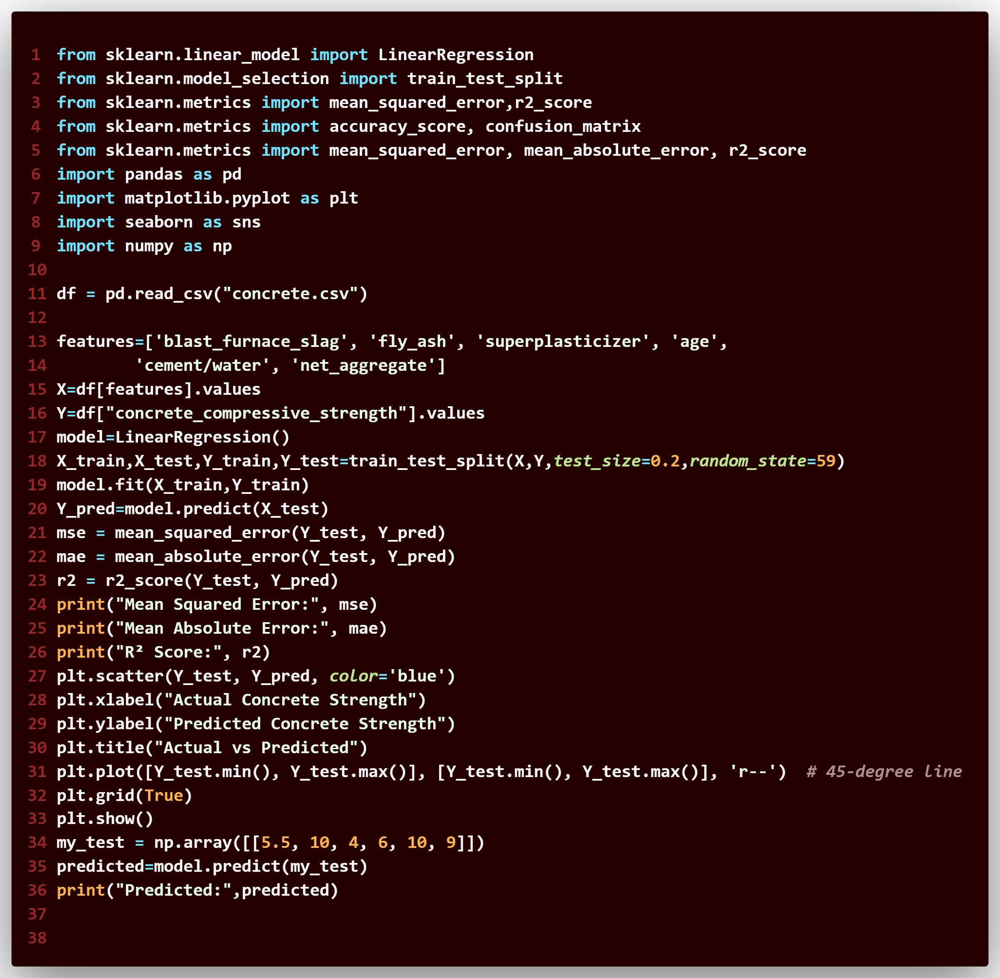 1 from sklearn.linear_model import LinearRegression
2 from sklearn.model_selection import train_test_split
3 from sklearn.metrics import mean_squared_error,r2_score
4 from sklearn.metrics import accuracy_score, confusion_matrix
5 from sklearn.metrics import mean_squared_error, mean_absolute_error, r2_score
6 import pandas as pd
7 import matplotlib.pyplot as plt
8 import seaborn as sns
9 import numpy as np
10
11 df = pd.read_csv("concrete.csv")
12
13 features=['blast_furnace_slag', 'fly_ash', 'superplasticizer', 'age',
14         'cement/water', 'net_aggregate']
15 X=df[features].values
16 Y=df["concrete_compressive_strength"].values
17 model=LinearRegression()
18 X_train,X_test,Y_train,Y_test=train_test_split(X,Y,test_size=0.2,random_state=59)
19 model.fit(X_train,Y_train)
20 Y_pred=model.predict(X_test)
21 mse = mean_squared_error(Y_test, Y_pred)
22 mae = mean_absolute_error(Y_test, Y_pred)
23 r2 = r2_score(Y_test, Y_pred)
24 print("Mean Squared Error:", mse)
25 print("Mean Absolute Error:", mae)
26 print("R² Score:", r2)
27 plt.scatter(Y_test, Y_pred, color='blue')
28 plt.xlabel("Actual Concrete Strength")
29 plt.ylabel("Predicted Concrete Strength")
30 plt.title("Actual vs Predicted")
31 plt.plot([Y_test.min(), Y_test.max()], [Y_test.min(), Y_test.max()], 'r--')  # 45-degree line
32 plt.grid(True)
33 plt.show()
34 my_test = np.array([[5.5, 10, 4, 6, 10, 9]])
35 predicted=model.predict(my_test)
36 print("Predicted:",predicted)
37
38